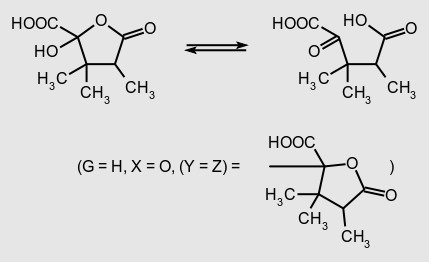 HOOC O O HOOC HO O
HO O
H₃C CH₃ CH₃ H₃C CH₃ CH₃
HOOC
(G = H, X = O, (Y = Z) = O )
H₃C O
CH₃
CH₃